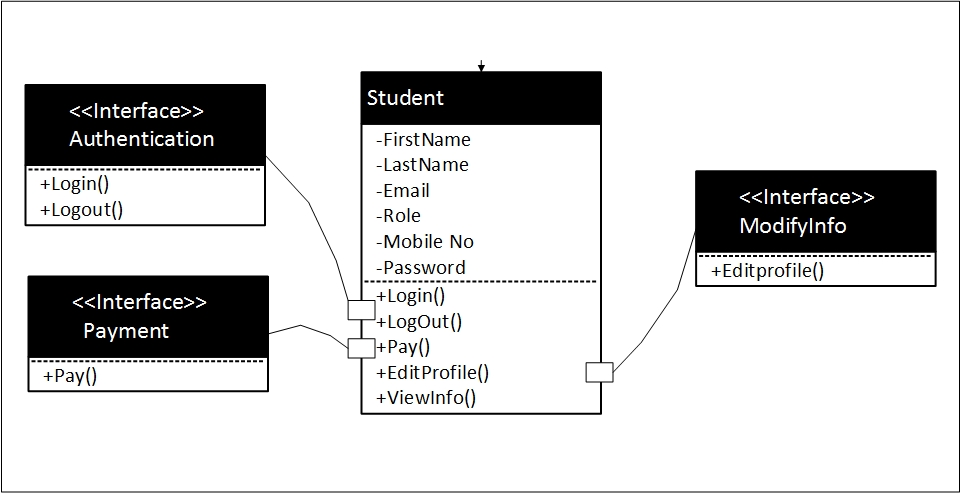 <<Interface>>
Authentication
+Login()
+Logout()
<<Interface>>
Payment
+Pay()
Student
-FirstName
-LastName
-Email
-Role
-Mobile No
-Password
+Login()
+LogOut()
+Pay()
+EditProfile()
+ViewInfo()
<<Interface>>
ModifyInfo
+Editprofile()